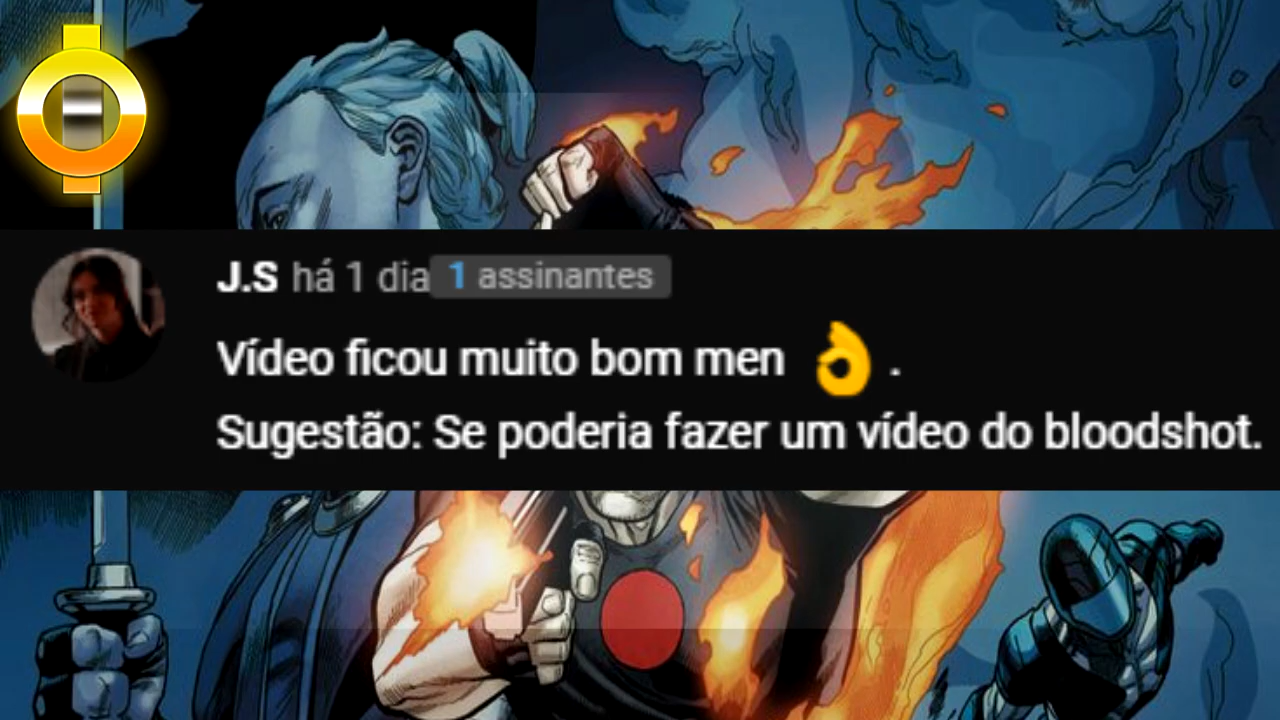 J.S há 1 dia 1 assinantes
Vídeo ficou muito bom men 👌 .
Sugestão: Se poderia fazer um vídeo do bloodshot.